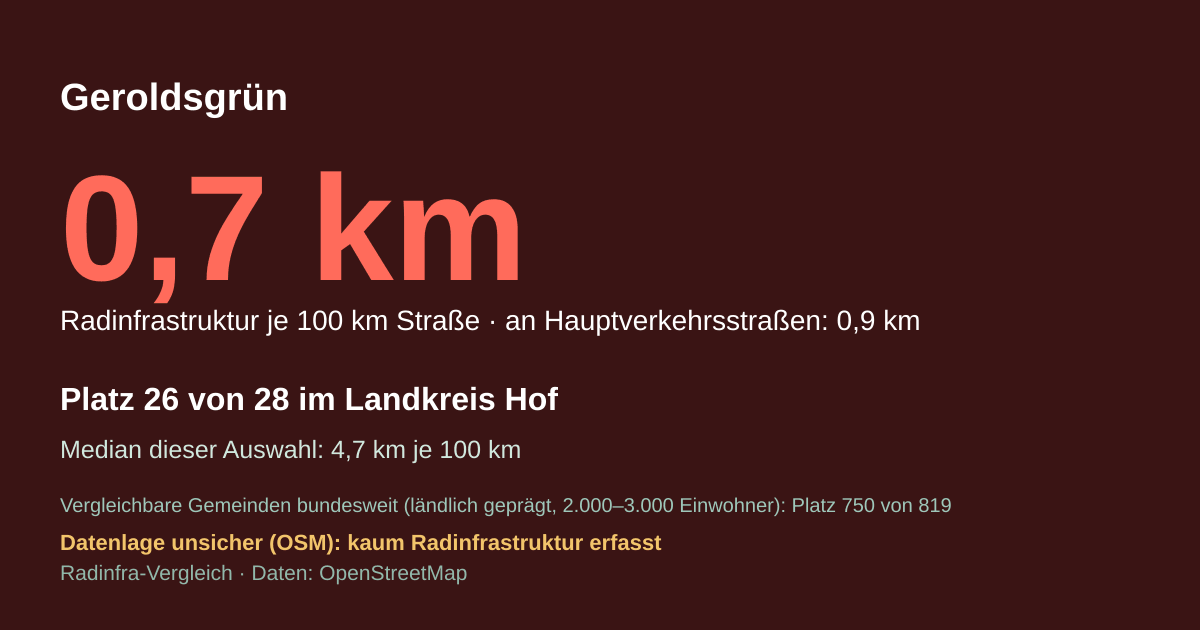 Geroldsgrün
0,7 km
Radinfrastruktur je 100 km Straße · an Hauptverkehrsstraßen: 0,9 km
Platz 26 von 28 im Landkreis Hof
Median dieser Auswahl: 4,7 km je 100 km
Vergleichbare Gemeinden bundesweit (ländlich geprägt, 2.000–3.000 Einwohner): Platz 750 von 819
Datenlage unsicher (OSM): kaum Radinfrastruktur erfasst
Radinfra-Vergleich · Daten: OpenStreetMap